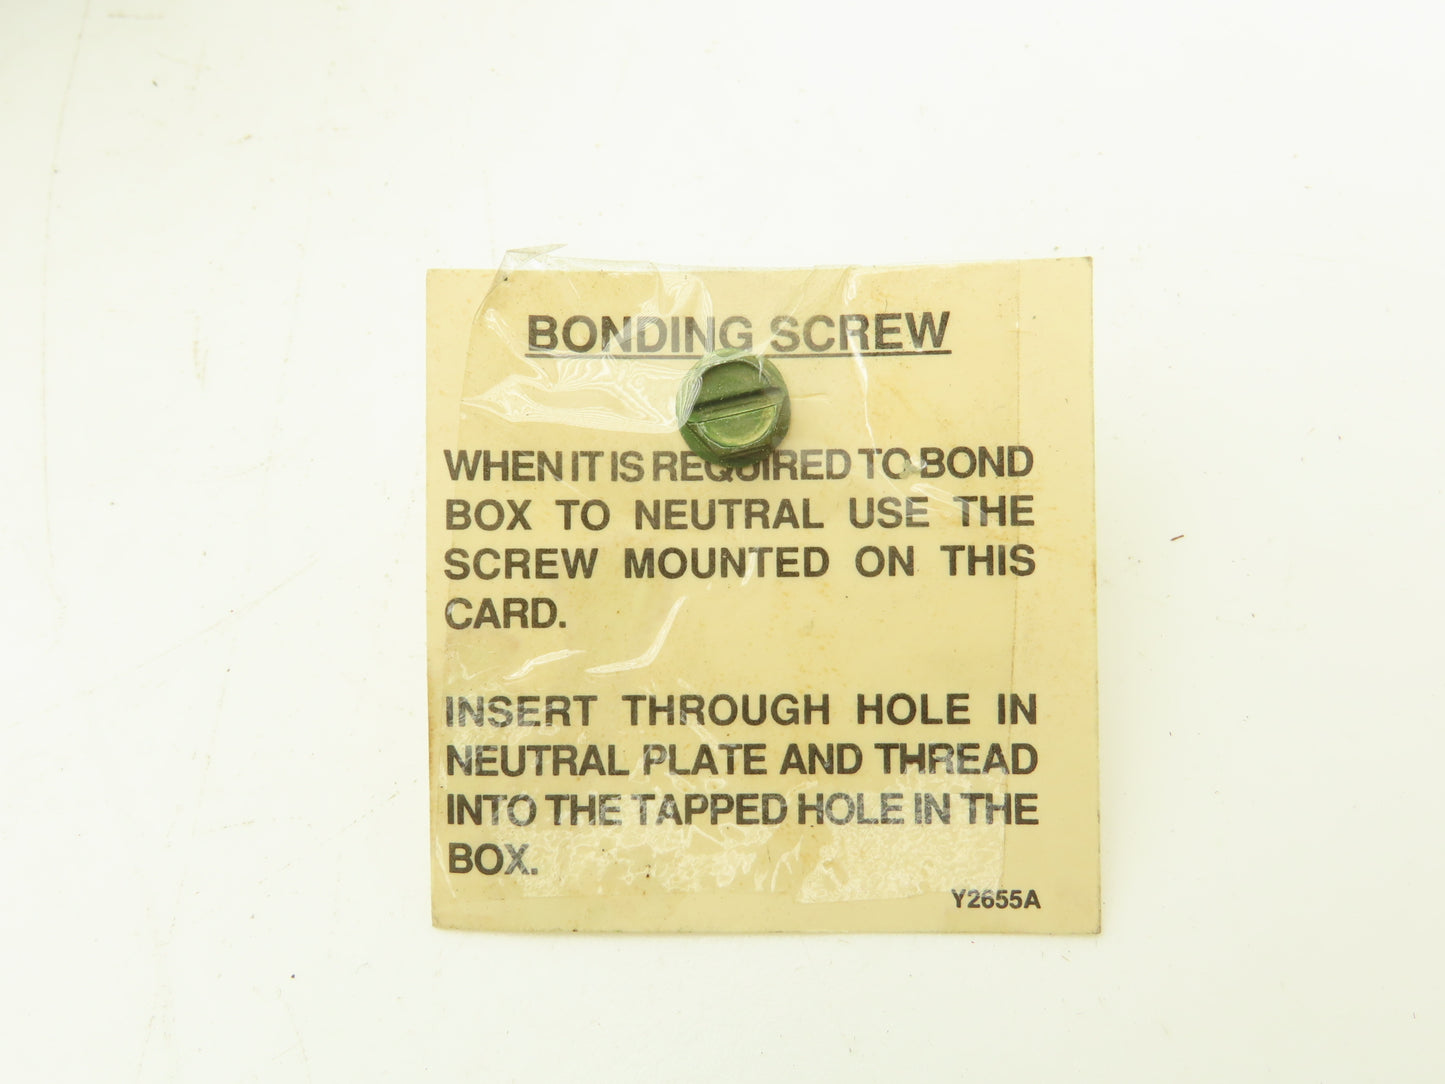 BONDING SCREW
WHEN IT IS REQUIRED TO BOND
BOX TO NEUTRAL USE THE
SCREW MOUNTED ON THIS
CARD.
INSERT THROUGH HOLE IN
NEUTRAL PLATE AND THREAD
INTO THE TAPPED HOLE IN THE
BOX.
Y2655A